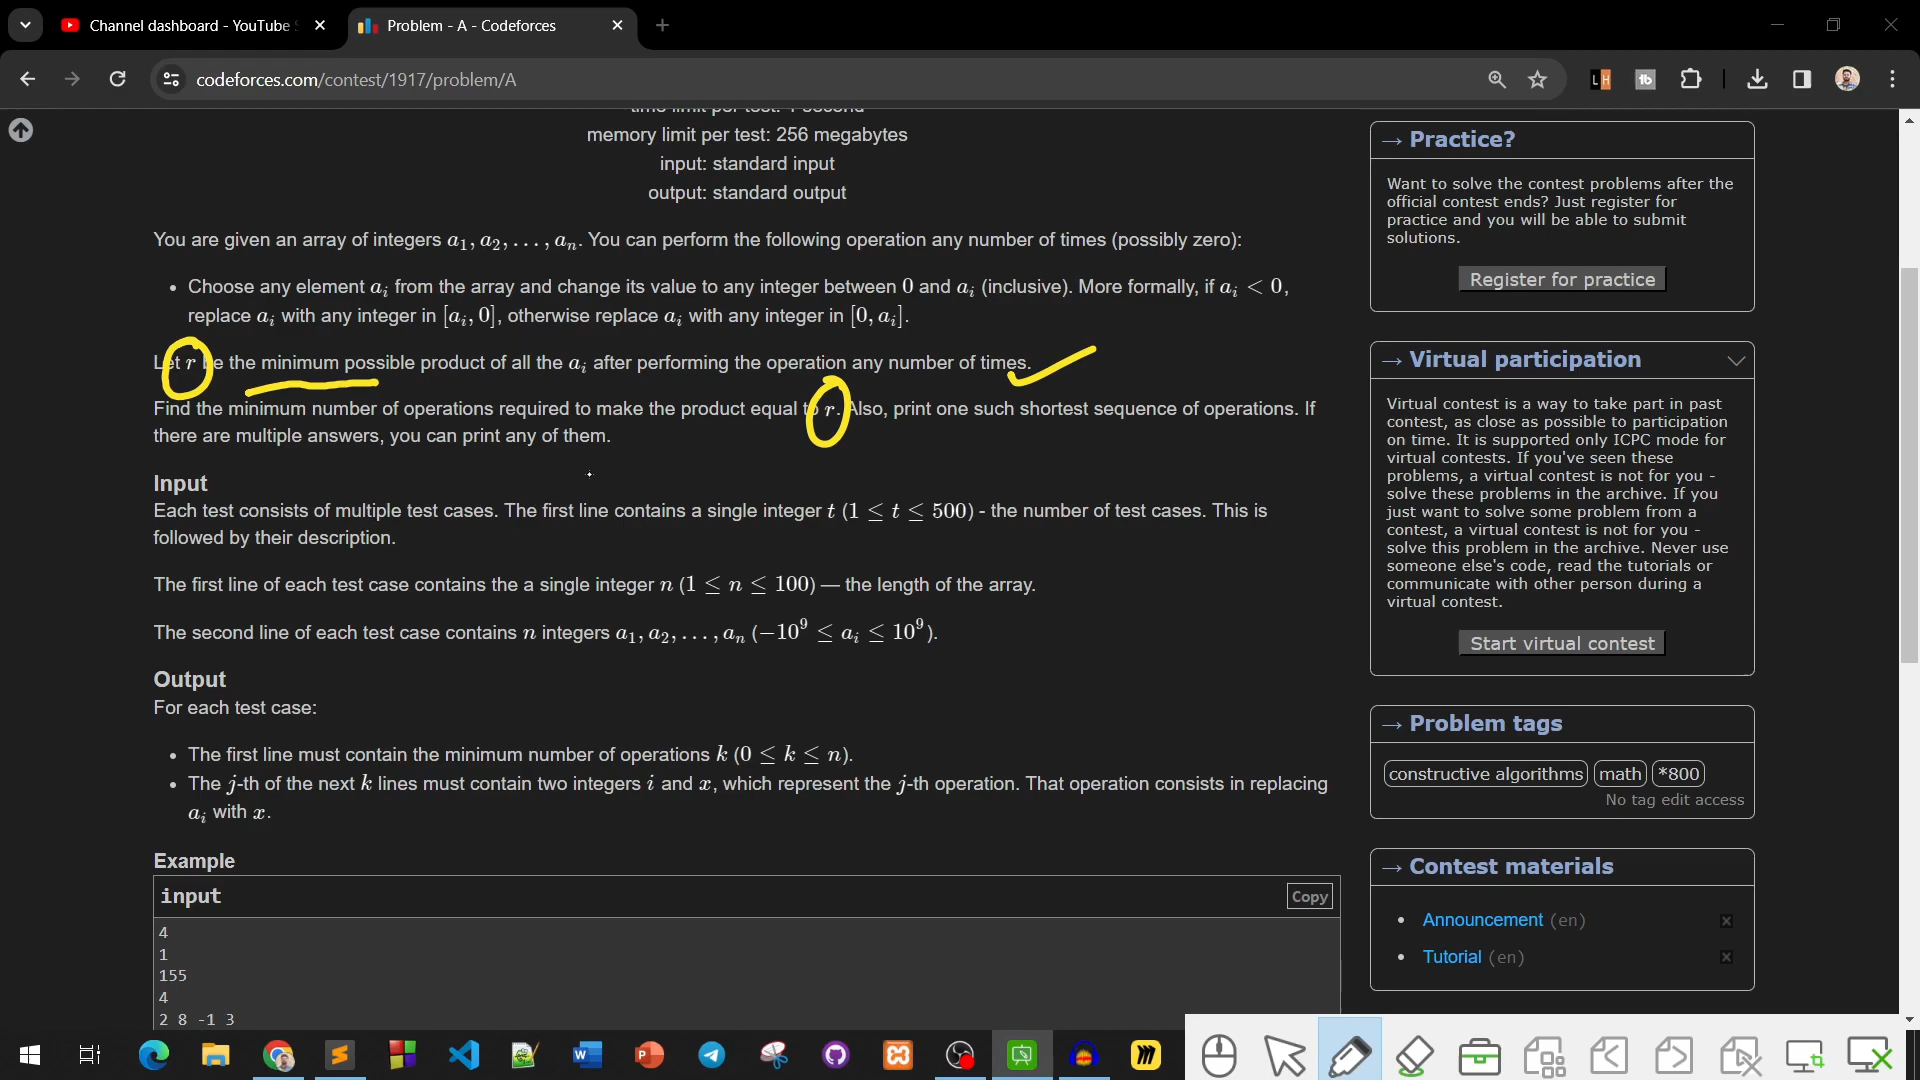 Channel dashboard - YouTube
Problem - A - Codeforces
codeforces.com/contest/1917/problem/A
memory limit per test: 256 megabytes
input: standard input
output: standard output
You are given an array of integers a₁, a₂, . . . , aₙ. You can perform the following operation any number of times (possibly zero):
• Choose any element aᵢ from the array and change its value to any integer between 0 and aᵢ (inclusive). More formally, if aᵢ < 0,
replace aᵢ with any integer in [aᵢ, 0], otherwise replace aᵢ with any integer in [0, aᵢ].
Let r be the minimum possible product of all the aᵢ after performing the operation any number of times.
Find the minimum number of operations required to make the product equal to r. Also, print one such shortest sequence of operations. If
there are multiple answers, you can print any of them.
Input
Each test consists of multiple test cases. The first line contains a single integer t (1 ≤ t ≤ 500) - the number of test cases. This is
followed by their description.
The first line of each test case contains the a single integer n (1 ≤ n ≤ 100) — the length of the array.
The second line of each test case contains n integers a₁, a₂, . . . , aₙ (−10⁹ ≤ aᵢ ≤ 10⁹).
Output
For each test case:
• The first line must contain the minimum number of operations k (0 ≤ k ≤ n).
• The j-th of the next k lines must contain two integers i and x, which represent the j-th operation. That operation consists in replacing
aᵢ with x.
Example
input
Copy
4
1
155
4
2 8 -1 3
→ Practice?
Want to solve the contest problems after the
official contest ends? Just register for
practice and you will be able to submit
solutions.
Register for practice
→ Virtual participation
Virtual contest is a way to take part in past
contest, as close as possible to participation
on time. It is supported only ICPC mode for
virtual contests. If you've seen these
problems, a virtual contest is not for you -
solve these problems in the archive. If you
just want to solve some problem from a
contest, a virtual contest is not for you -
solve this problem in the archive. Never use
someone else's code, read the tutorials or
communicate with other person during a
virtual contest.
Start virtual contest
→ Problem tags
constructive algorithms math *800
No tag edit access
→ Contest materials
• Announcement (en)
• Tutorial (en)